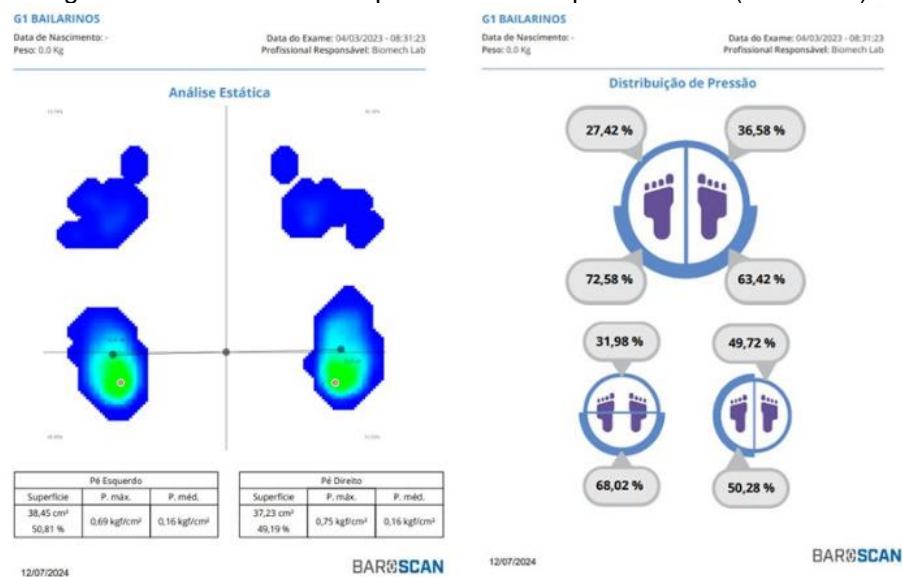 G1 BAILARINOS
Data de Nascimento: -
Peso: 0.0 Kg
Data do Exame: 04/03/2023 - 08:31:23
Profissional Responsável: Biomech Lab
Análise Estática
Pé Esquerdo
Superfície P. máx. P. méd.
38,45 cm² 0,69 kgf/cm² 0,16 kgf/cm²
50,81 %
Pé Direito
Superfície P. máx. P. méd.
37,23 cm² 0,75 kgf/cm² 0,16 kgf/cm²
49,19 %
12/07/2024
BAROSCAN
G1 BAILARINOS
Data de Nascimento: -
Peso: 0.0 Kg
Data do Exame: 04/03/2023 - 08:31:23
Profissional Responsável: Biomech Lab
Distribuição de Pressão
27,42 % 36,58 %
72,58 % 63,42 %
31,98 % 49,72 %
68,02 % 50,28 %
12/07/2024
BAROSCAN